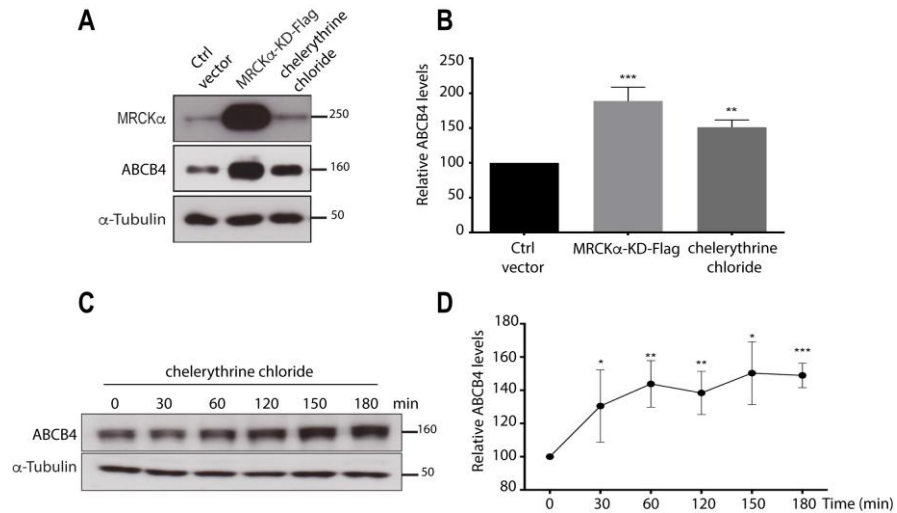 A
Ctrl
vector
MRCKα-KD-Flag
chelerythrine
chloride
MRCKα
250
ABCB4
160
α-Tubulin
50
B
Relative ABCB4 levels
250
200
150
100
50
0
***
**
Ctrl
vector
MRCKα-KD-Flag
chelerythrine
chloride
C
chelerythrine chloride
0 30 60 120 150 180 min
ABCB4
160
α-Tubulin
50
D
Relative ABCB4 levels
180
160
140
120
100
80
* ** ** * ***
0 30 60 120 150 180 Time (min)